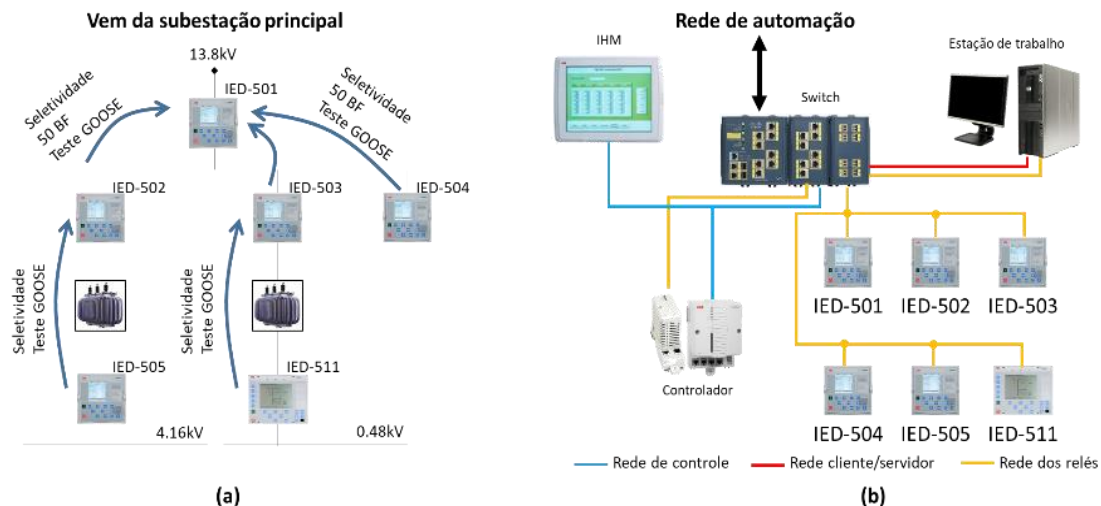 Vem da subestação principal
13.8kV
IED-501
Seletividade
50 BF
Teste GOOSE
Seletividade
50 BF
Teste GOOSE
IED-502
IED-503
IED-504
Seletividade
Teste GOOSE
Seletividade
Teste GOOSE
IED-505
IED-511
4.16kV
0.48kV
(a)
Rede de automação
IHM
Estação de trabalho
Switch
IED-501
IED-502
IED-503
Controlador
IED-504
IED-505
IED-511
Rede de controle
Rede cliente/servidor
Rede dos relés
(b)